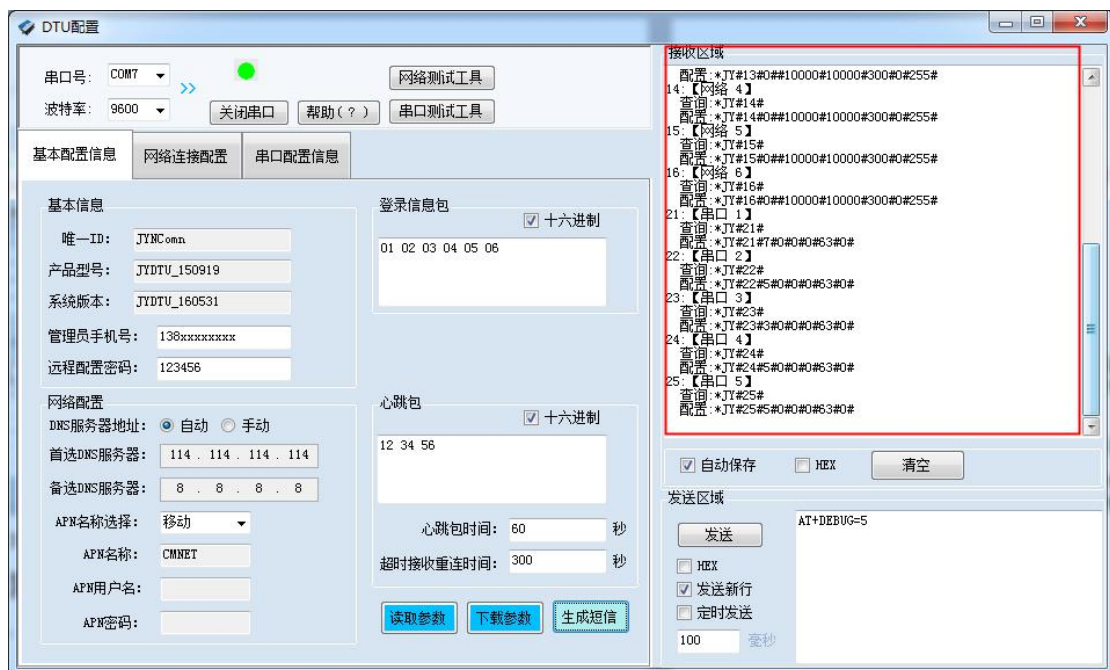 DTU配置
串口号: COM7 >>
波特率: 9600 关闭串口 帮助(?)
网络测试工具
串口测试工具
基本配置信息 网络连接配置 串口配置信息
基本信息
唯一ID: JYNComn
产品型号: JYDTU_150919
系统版本: JYDTU_160531
管理员手机号: 138xxxxxxxx
远程配置密码: 123456
网络配置
DNS服务器地址: 自动 手动
首选DNS服务器: 114 . 114 . 114 . 114
备选DNS服务器: 8 . 8 . 8 . 8
APN名称选择: 移动
APN名称: CMNET
APN用户名:
APN密码:
登录信息包
十六进制
01 02 03 04 05 06
心跳包
十六进制
12 34 56
心跳包时间: 60 秒
超时接收重连时间: 300 秒
读取参数 下载参数 生成短信
接收区域
配置:*JY#13#0##10000#10000#300#0#255#
14:【网络 4】
查询:*JY#14#
配置:*JY#14#0##10000#10000#300#0#255#
15:【网络 5】
查询:*JY#15#
配置:*JY#15#0##10000#10000#300#0#255#
16:【网络 6】
查询:*JY#16#
配置:*JY#16#0##10000#10000#300#0#255#
21:【串口 1】
查询:*JY#21#
配置:*JY#21#7#0#0#0#63#0#
22:【串口 2】
查询:*JY#22#
配置:*JY#22#5#0#0#0#63#0#
23:【串口 3】
查询:*JY#23#
配置:*JY#23#3#0#0#0#63#0#
24:【串口 4】
查询:*JY#24#
配置:*JY#24#5#0#0#0#63#0#
25:【串口 5】
查询:*JY#25#
配置:*JY#25#5#0#0#0#63#0#
自动保存 HEX 清空
发送区域
发送
HEX
发送新行
定时发送
100 毫秒
AT+DEBUG=5